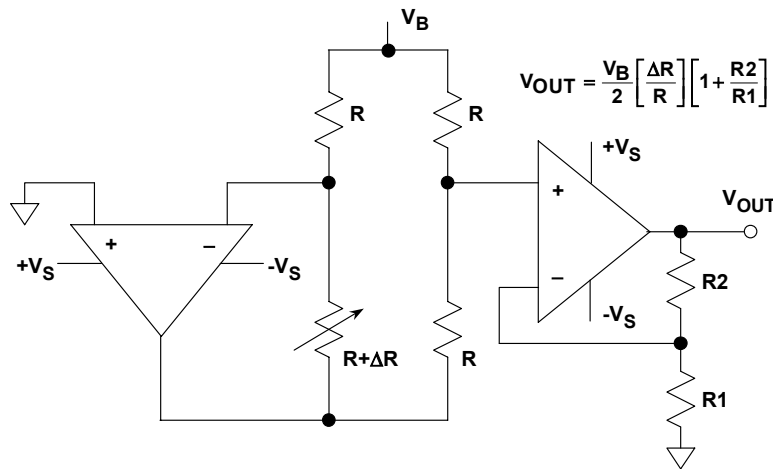 V_B
V_OUT = V_B/2 [ΔR/R] [1 + R2/R1]
R
R
+V_S
+
−
+V_S
-V_S
+
−
V_OUT
R2
-V_S
R+ΔR
R
R1